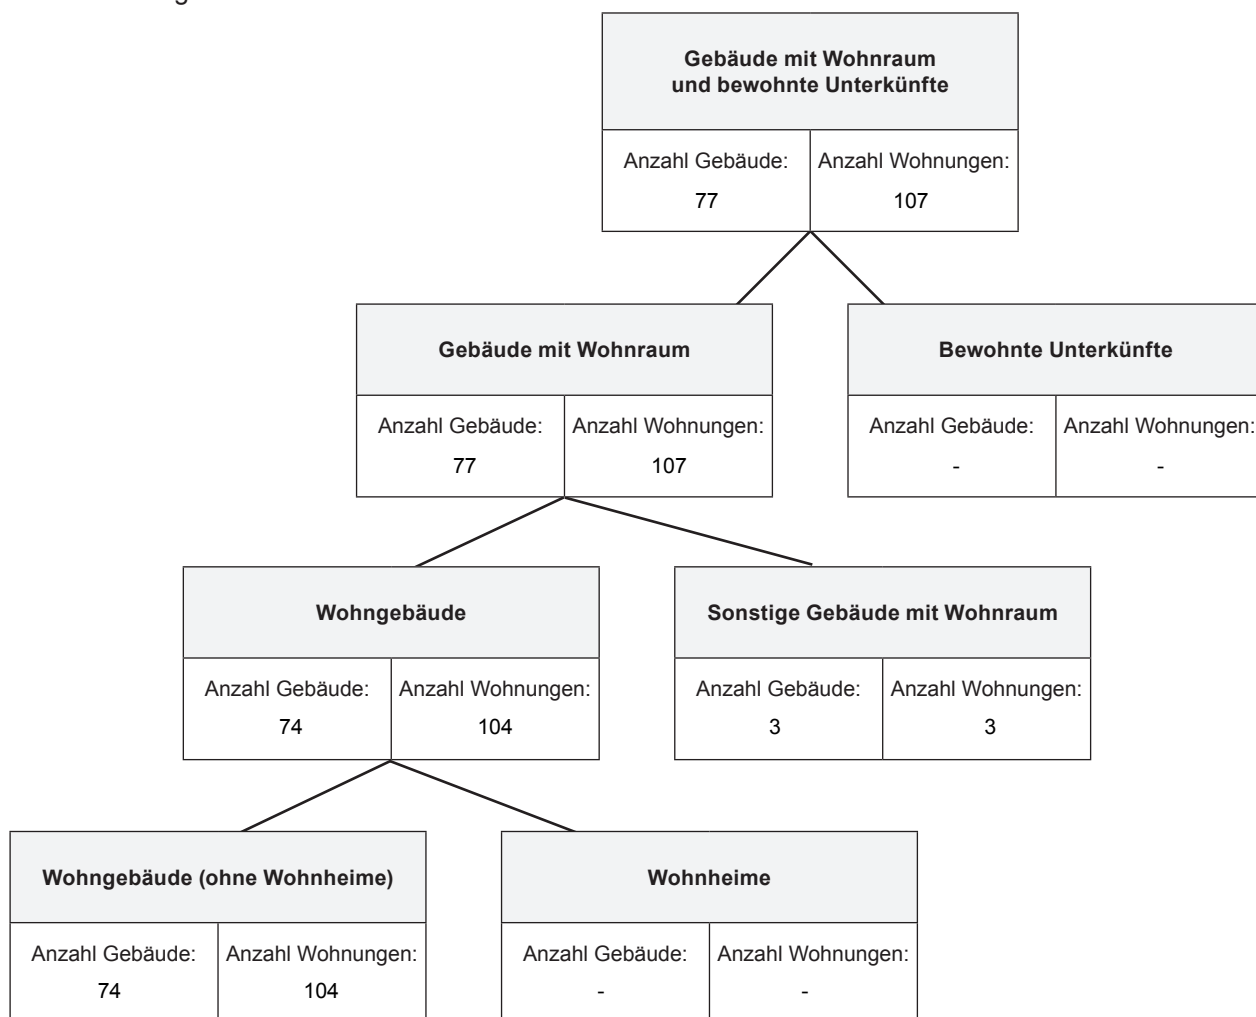 Gebäude mit Wohnraum
und bewohnte Unterkünfte
Anzahl Gebäude: Anzahl Wohnungen:
77 107
Gebäude mit Wohnraum
Anzahl Gebäude: Anzahl Wohnungen:
77 107
Bewohnte Unterkünfte
Anzahl Gebäude: Anzahl Wohnungen:
- -
Wohngebäude
Anzahl Gebäude: Anzahl Wohnungen:
74 104
Sonstige Gebäude mit Wohnraum
Anzahl Gebäude: Anzahl Wohnungen:
3 3
Wohngebäude (ohne Wohnheime)
Anzahl Gebäude: Anzahl Wohnungen:
74 104
Wohnheime
Anzahl Gebäude: Anzahl Wohnungen:
- -